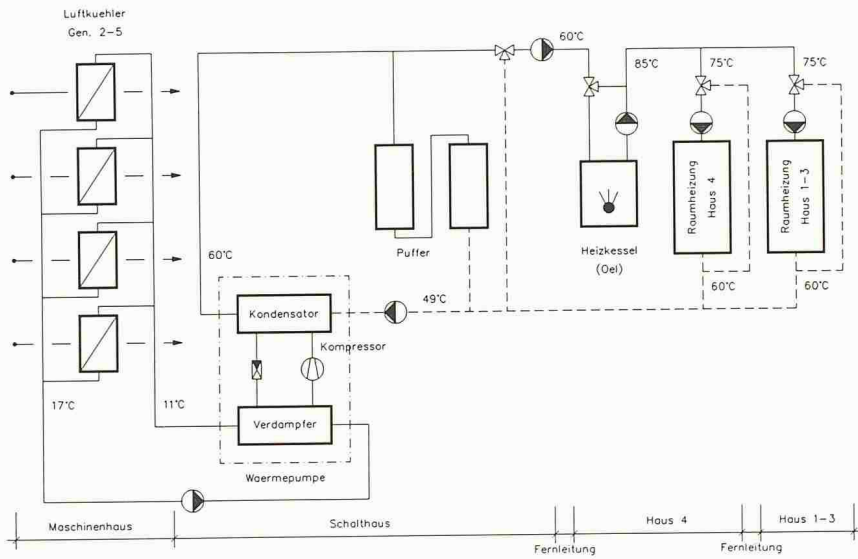 Luftkuehler
Gen. 2-5
60°C
85°C
75°C
75°C
Raumheizung
Haus 4
Raumheizung
Haus 1-3
Puffer
Heizkessel
(Oel)
60°C
60°C
60°C
49°C
Kondensator
Kompressor
Verdampfer
17°C
11°C
Waermepumpe
Maschinenhaus
Schalthaus
Haus 4
Haus 1-3
Fernleitung
Fernleitung